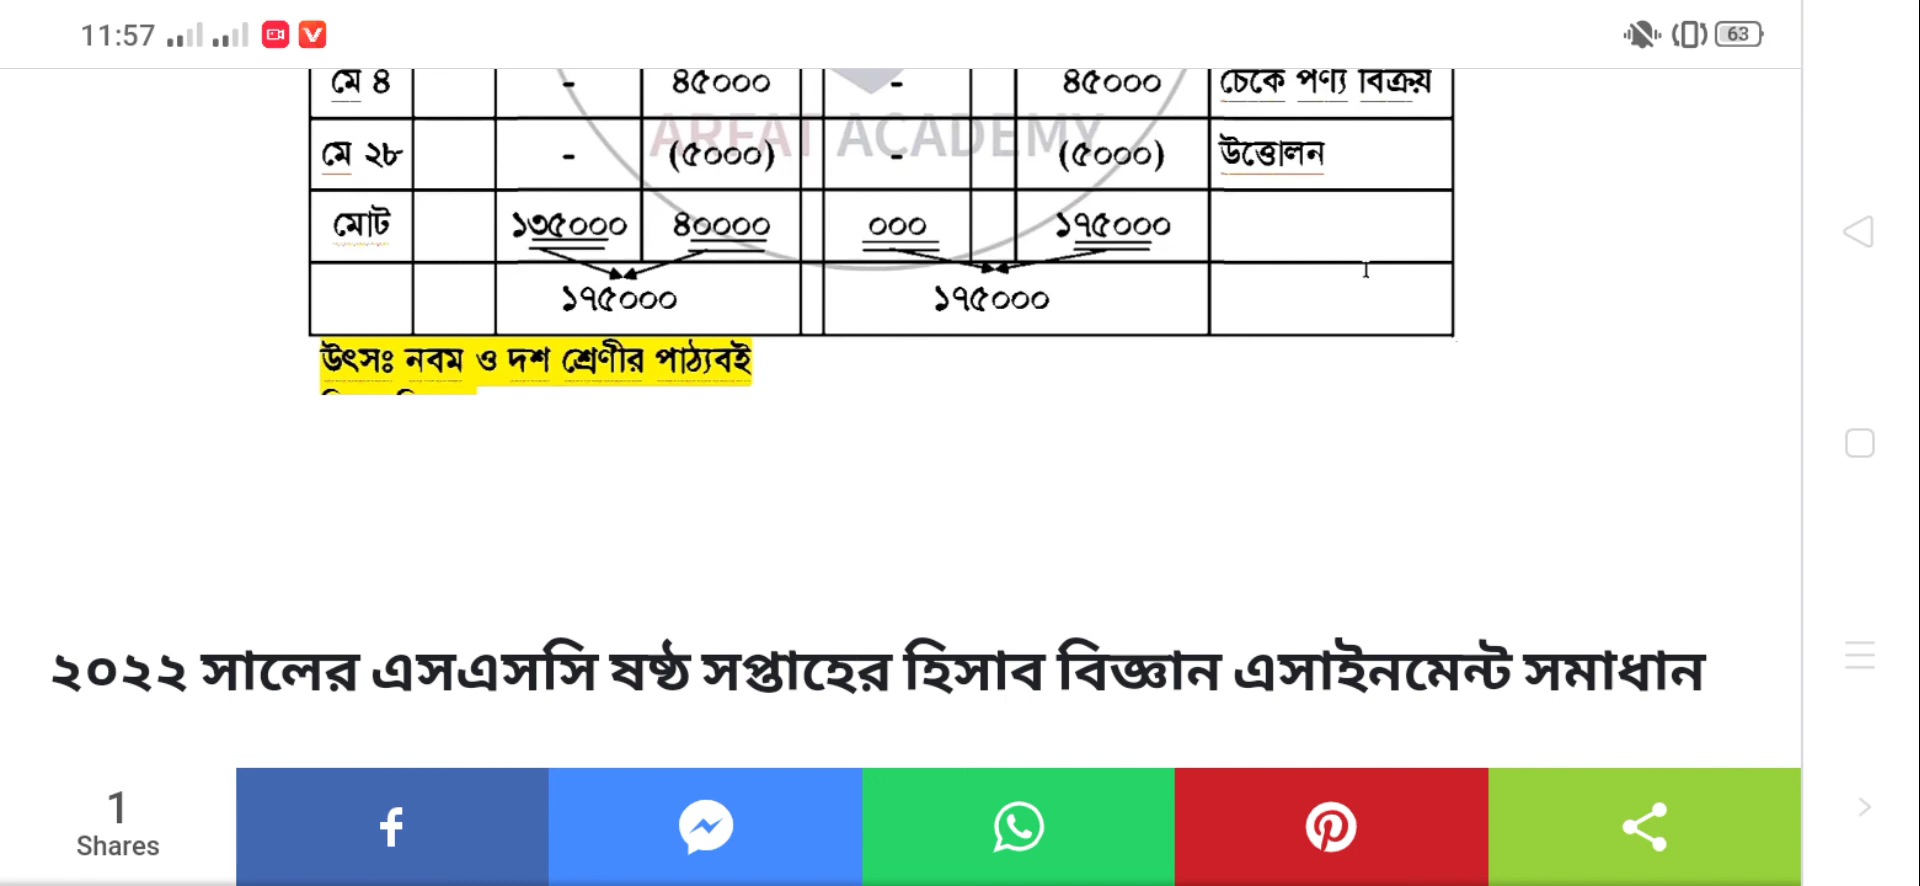 11:57 63
মে ৪ - ৪৫০০০ - ৪৫০০০ চেকে পণ্য বিক্রয়
ARFAT ACADEMY
মে ২৮ - (৫০০০) - (৫০০০) উত্তোলন
মোট ১৩৫০০০ ৪০০০০ ০০০ ১৭৫০০০
১৭৫০০০ ১৭৫০০০
উৎসঃ নবম ও দশ শ্রেণীর পাঠ্যবই
২০২২ সালের এসএসসি ষষ্ঠ সপ্তাহের হিসাব বিজ্ঞান এসাইনমেন্ট সমাধান
1
Shares